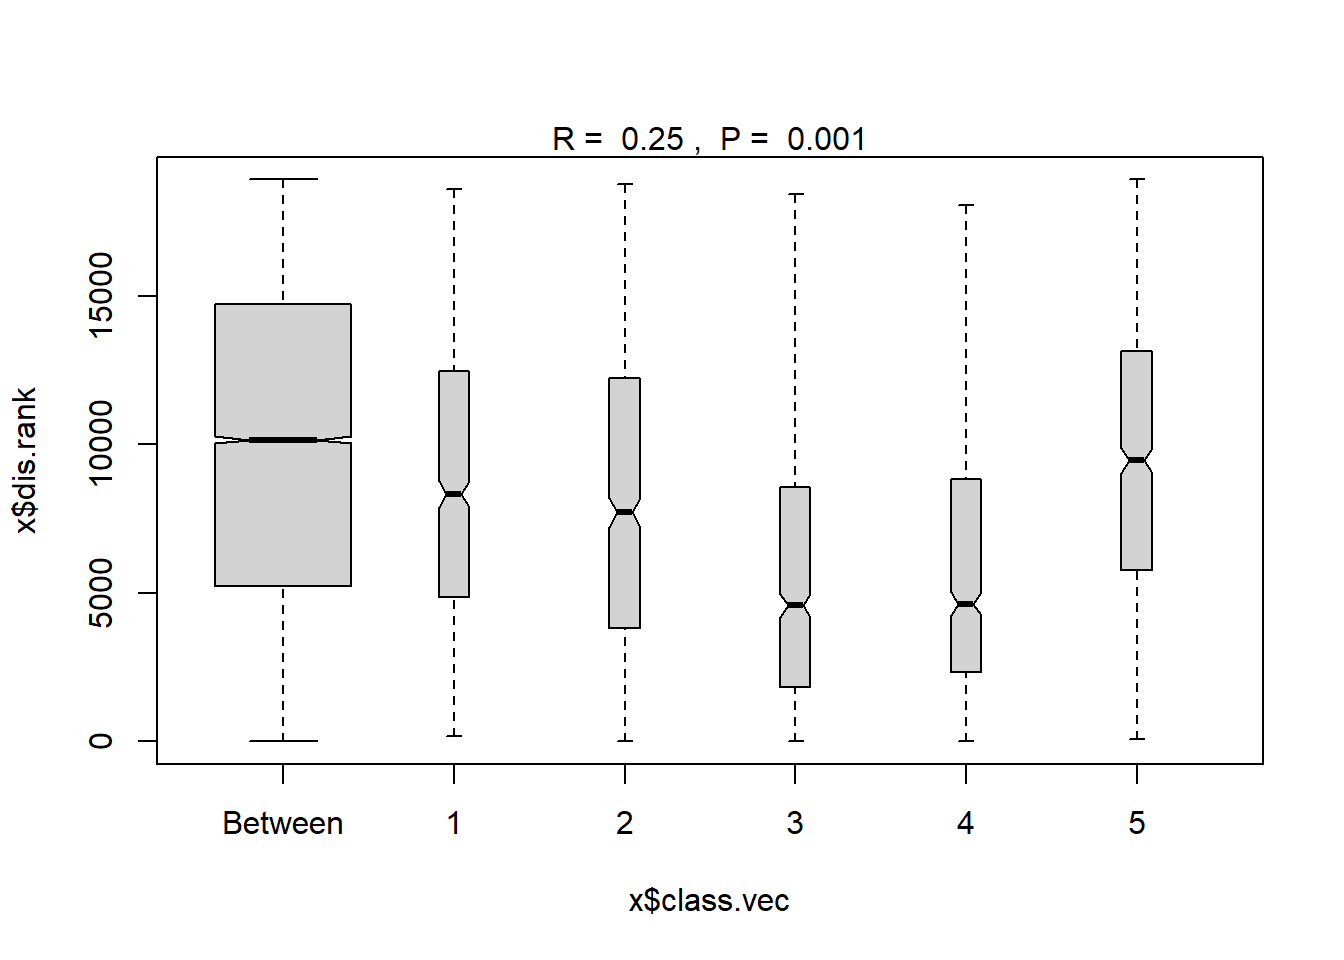 R =  0.25 ,  P =  0.001
x$dis.rank
15000
10000
5000
0
Between 1 2 3 4 5
x$class.vec